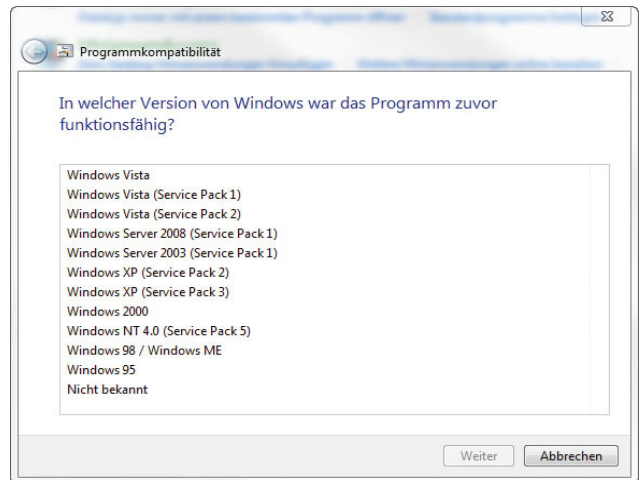 Programmkompatibilität
In welcher Version von Windows war das Programm zuvor
funktionsfähig?
Windows Vista
Windows Vista (Service Pack 1)
Windows Vista (Service Pack 2)
Windows Server 2008 (Service Pack 1)
Windows Server 2003 (Service Pack 1)
Windows XP (Service Pack 2)
Windows XP (Service Pack 3)
Windows 2000
Windows NT 4.0 (Service Pack 5)
Windows 98 / Windows ME
Windows 95
Nicht bekannt
Weiter Abbrechen